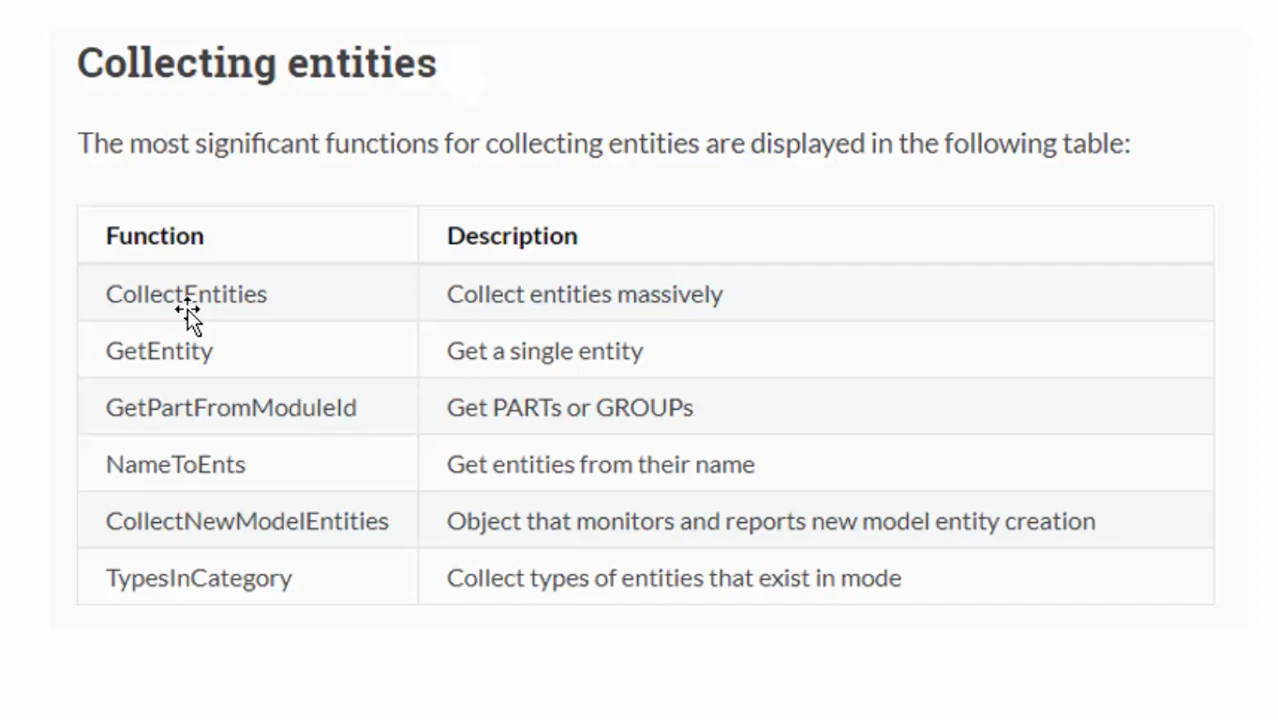 Collecting entities
The most significant functions for collecting entities are displayed in the following table:
Function Description
CollectEntities Collect entities massively
GetEntity Get a single entity
GetPartFromModuleId Get PARTs or GROUPs
NameToEnts Get entities from their name
CollectNewModelEntities Object that monitors and reports new model entity creation
TypesInCategory Collect types of entities that exist in mode